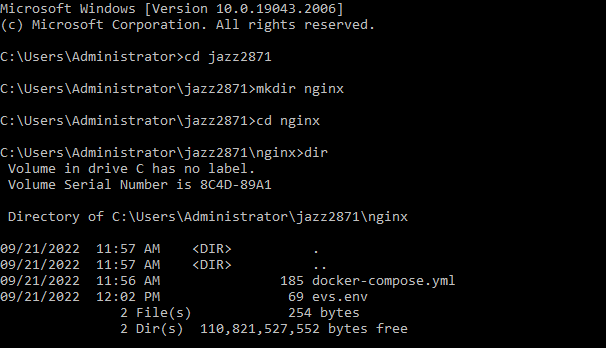 Microsoft Windows [Version 10.0.19043.2006]
(c) Microsoft Corporation. All rights reserved.
C:\Users\Administrator>cd jazz2871
C:\Users\Administrator\jazz2871>mkdir nginx
C:\Users\Administrator\jazz2871>cd nginx
C:\Users\Administrator\jazz2871\nginx>dir
Volume in drive C has no label.
Volume Serial Number is 8C4D-89A1
Directory of C:\Users\Administrator\jazz2871\nginx
09/21/2022  11:57 AM    <DIR>          .
09/21/2022  11:57 AM    <DIR>          ..
09/21/2022  11:56 AM               185 docker-compose.yml
09/21/2022  12:02 PM                69 evs.env
2 File(s)            254 bytes
2 Dir(s)  110,821,527,552 bytes free